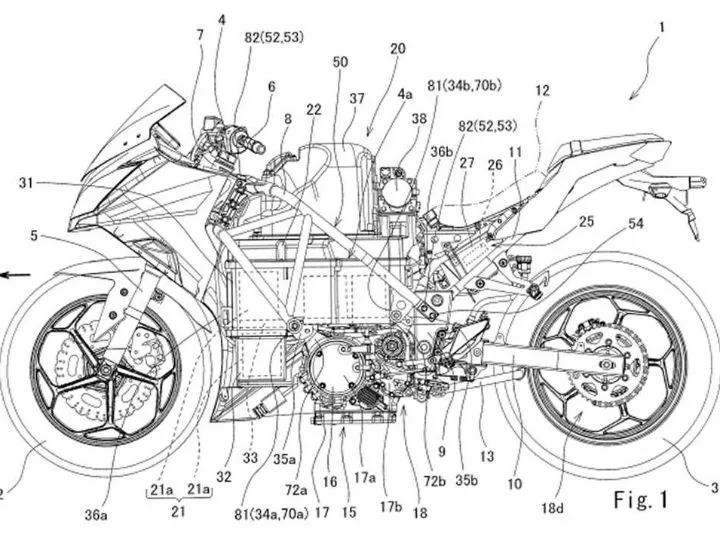 4
7
82(52,53)
1
50
20
6
22
37
81(34b,70b)
8
4a
12
38
82(52,53)
36b
11
27
26
31
25
5
54
2
3
9
13
35a
21a
21a
32
33
72a
16
17a
72b
35b
10
21
36a
81(34a,70a)
17
15
17b
18
18d
Fig.1